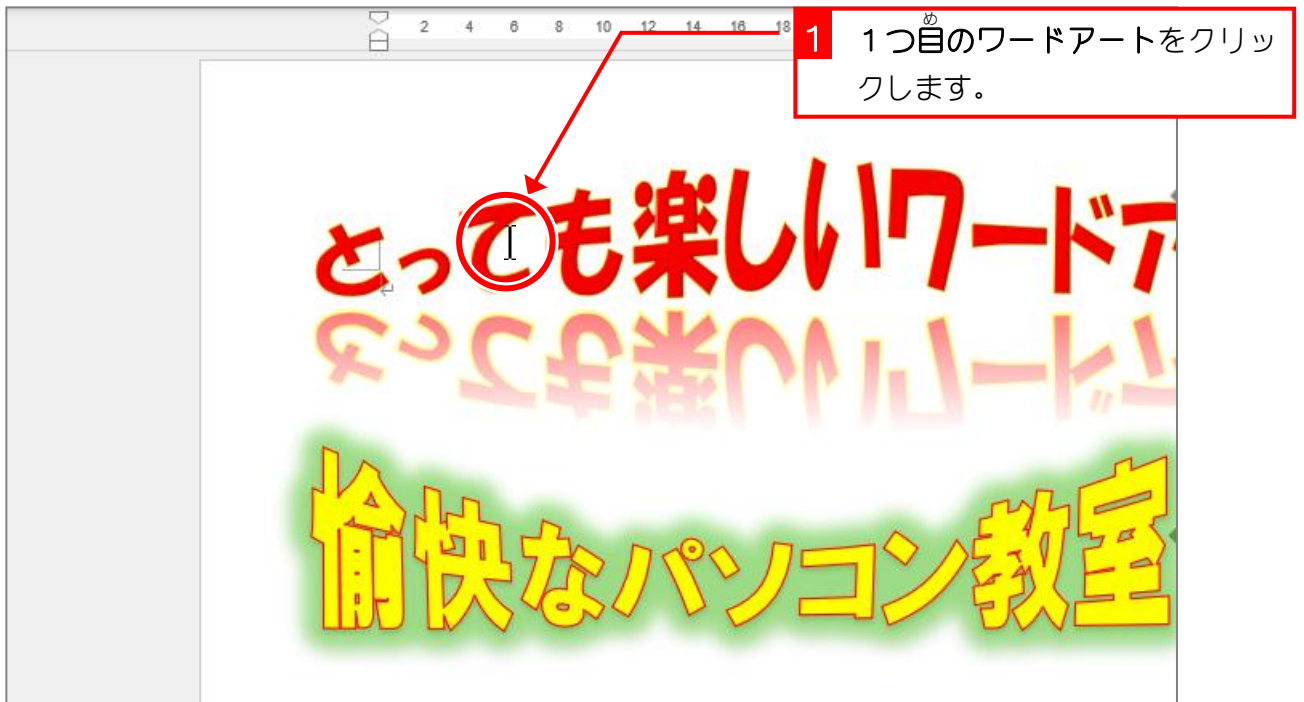 2 4 6 8 10 12 14 16 18
1
め
１つ目のワードアートをクリッ
クします。
とっても楽しいワードア
愉快なパソコン教室